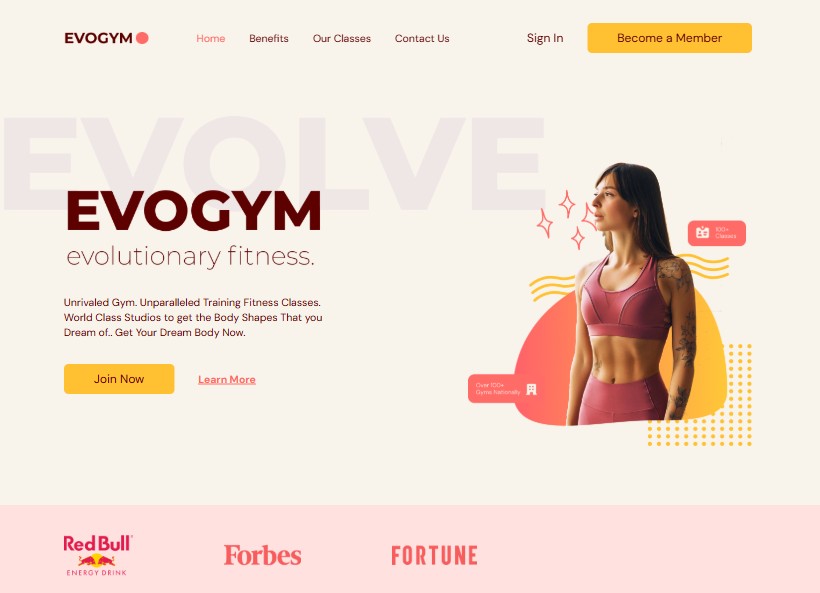 EVOGYM
Home
Benefits
Our Classes
Contact Us
Sign In
Become a Member
EVOLVE
EVOGYM
evolutionary fitness.
Unrivaled Gym. Unparalleled Training Fitness Classes.
World Class Studios to get the Body Shapes That you
Dream of.. Get Your Dream Body Now.
Join Now
Learn More
100+
Classes
Over 100+
Gyms Nationally
Red Bull
ENERGY DRINK
Forbes
FORTUNE